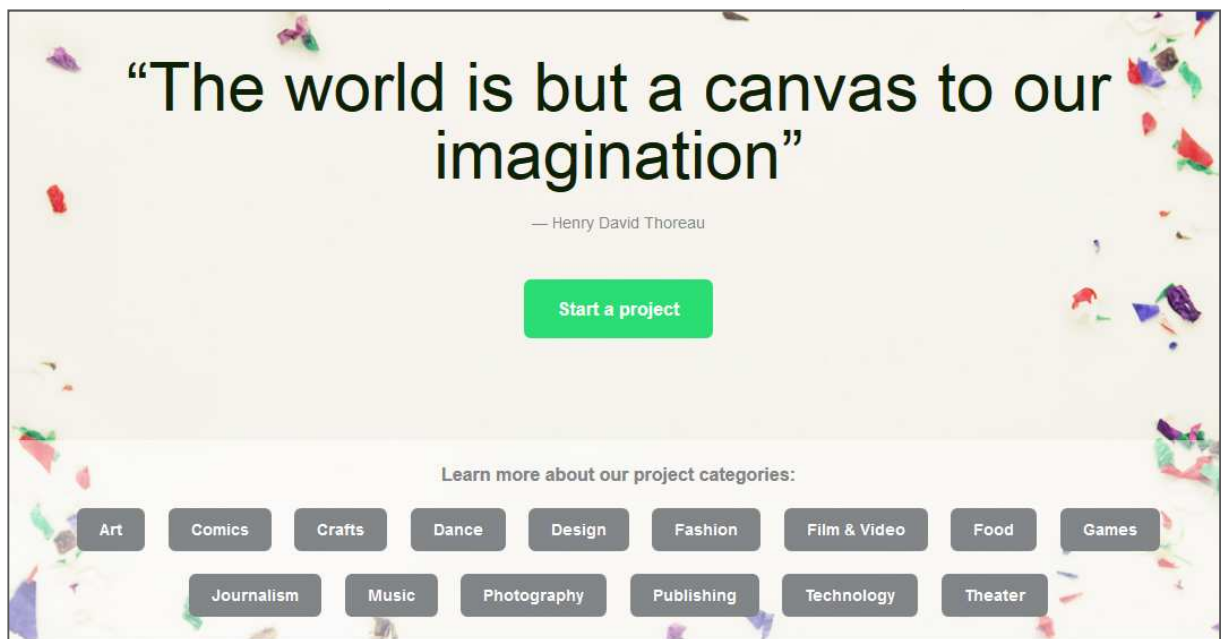 “The world is but a canvas to our
imagination”
— Henry David Thoreau
Start a project
Learn more about our project categories:
Art Comics Crafts Dance Design Fashion Film & Video Food Games
Journalism Music Photography Publishing Technology Theater